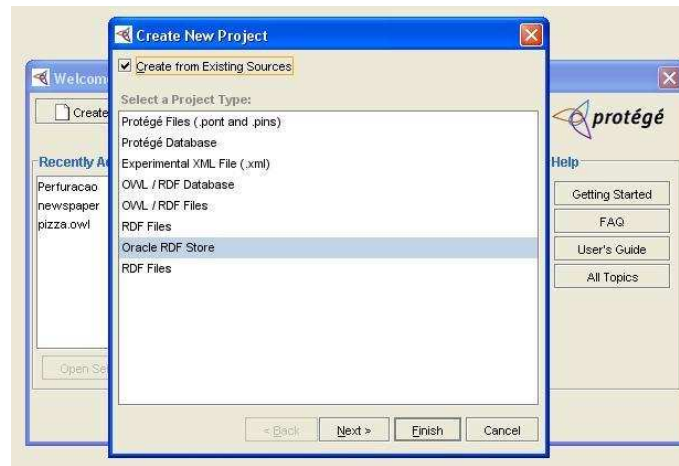 Create New Project
Create from Existing Sources
Select a Project Type:
Protégé Files (.pont and .pins)
Protégé Database
Experimental XML File (.xml)
OWL / RDF Database
OWL / RDF Files
RDF Files
Oracle RDF Store
RDF Files
< Back
Next >
Finish
Cancel
Welcom
Create
Recently A
Perfuracao
newspaper
pizza.owl
Open Se
protégé
Help
Getting Started
FAQ
User's Guide
All Topics